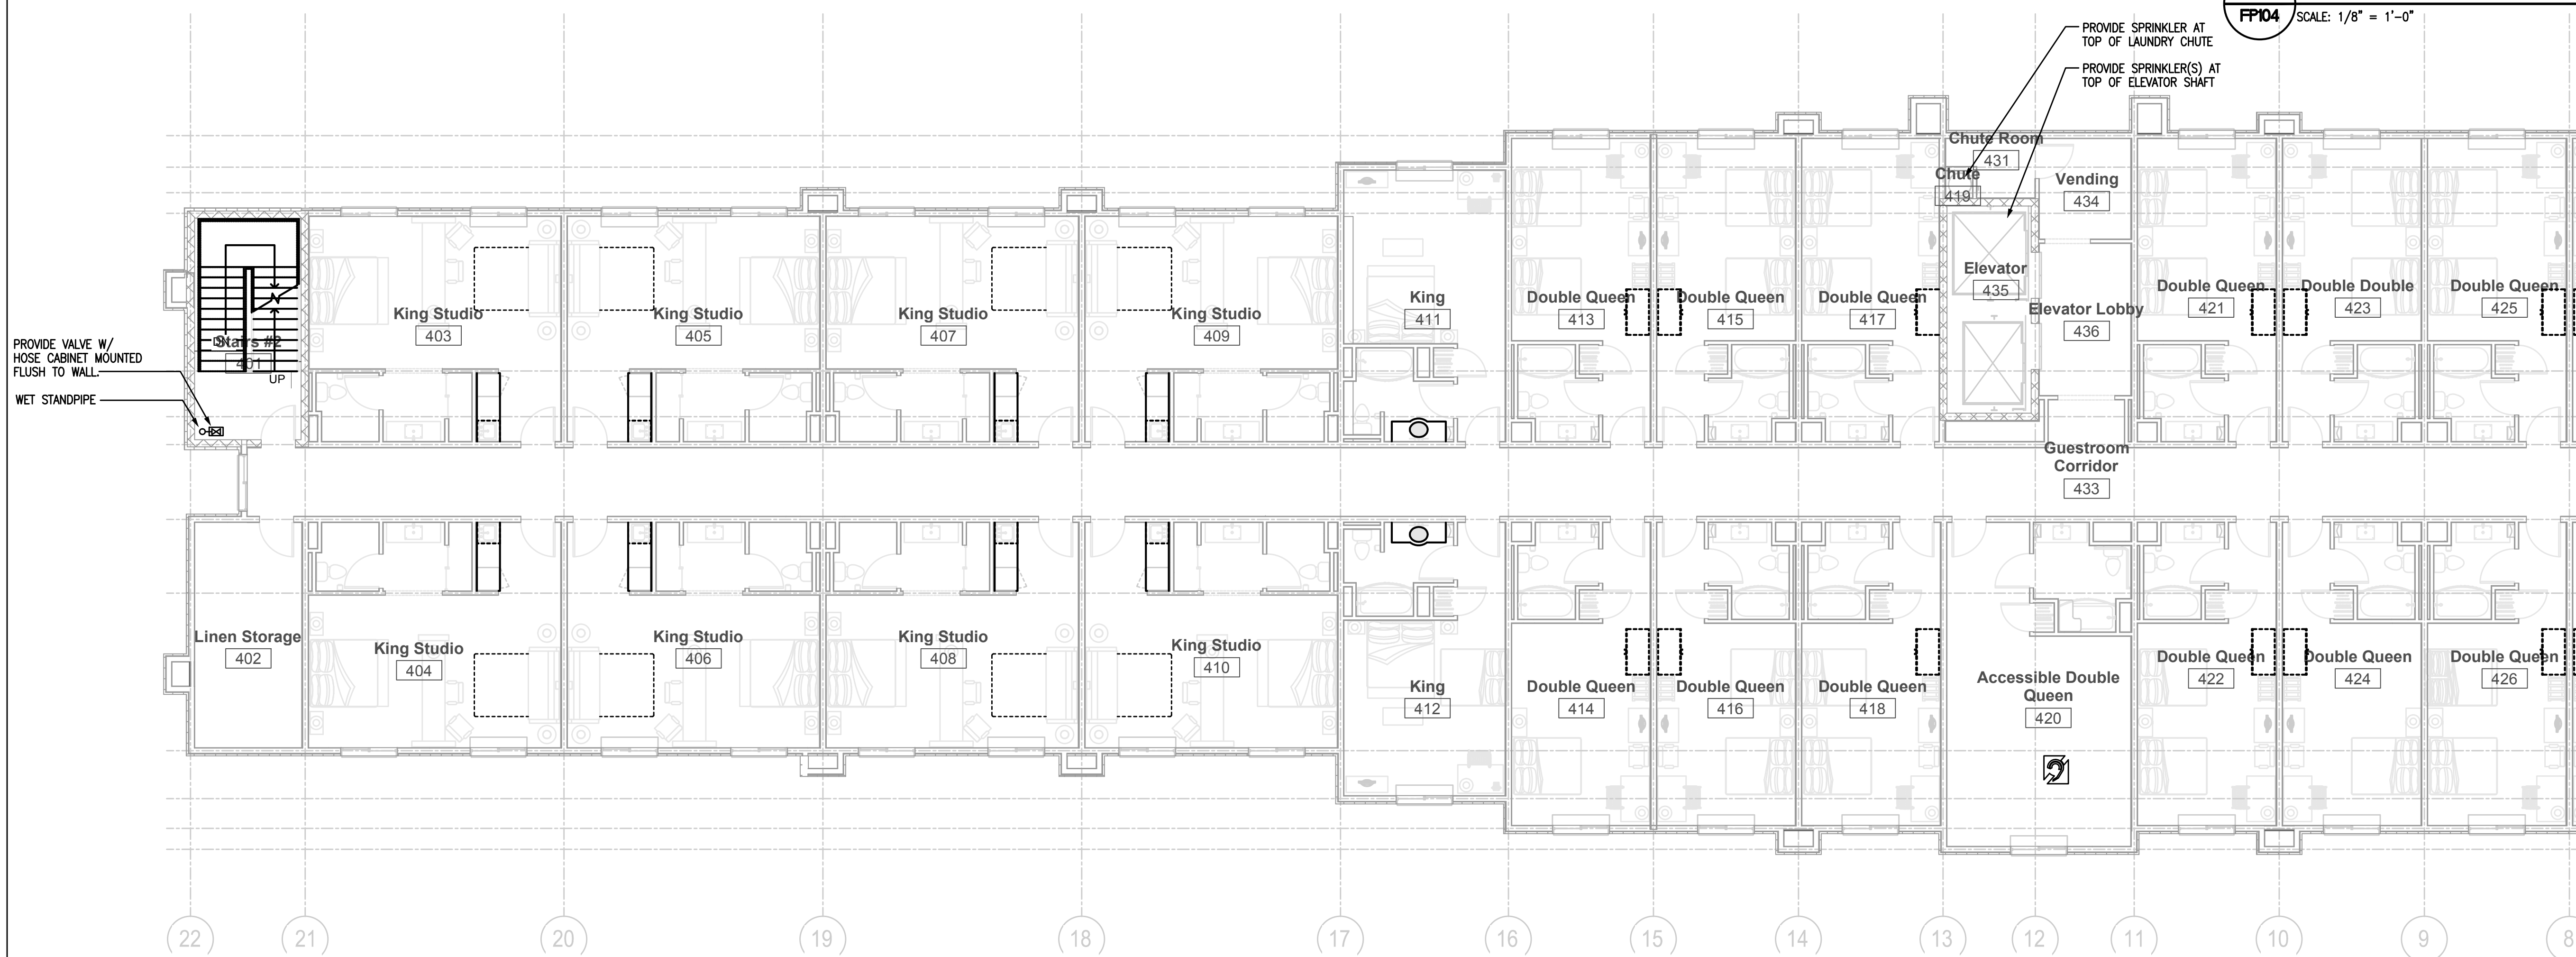 FP104
SCALE: 1/8" = 1'-0"
PROVIDE SPRINKLER AT
TOP OF LAUNDRY CHUTE
PROVIDE SPRINKLER(S) AT
TOP OF ELEVATOR SHAFT
Chute Room
431
Chute
419
Vending
434
Elevator
435
Elevator Lobby
436
Guestroom
Corridor
433
PROVIDE VALVE W/
HOSE CABINET MOUNTED
FLUSH TO WALL.
WET STANDPIPE
Stairs #2
401
DN
UP
King Studio
403
King Studio
405
King Studio
407
King Studio
409
King
411
Double Queen
413
Double Queen
415
Double Queen
417
Double Queen
421
Double Double
423
Double Queen
425
Linen Storage
402
King Studio
404
King Studio
406
King Studio
408
King Studio
410
King
412
Double Queen
414
Double Queen
416
Double Queen
418
Accessible Double
Queen
420
Double Queen
422
Double Queen
424
Double Queen
426
22
21
20
19
18
17
16
15
14
13
12
11
10
9
8